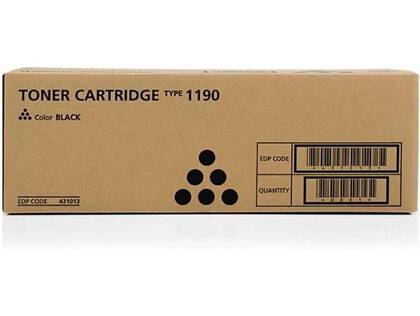 TONER CARTRIDGE TYPE 1190
Color BLACK
EDP CODE
QUANTITY
EDP CODE 431013